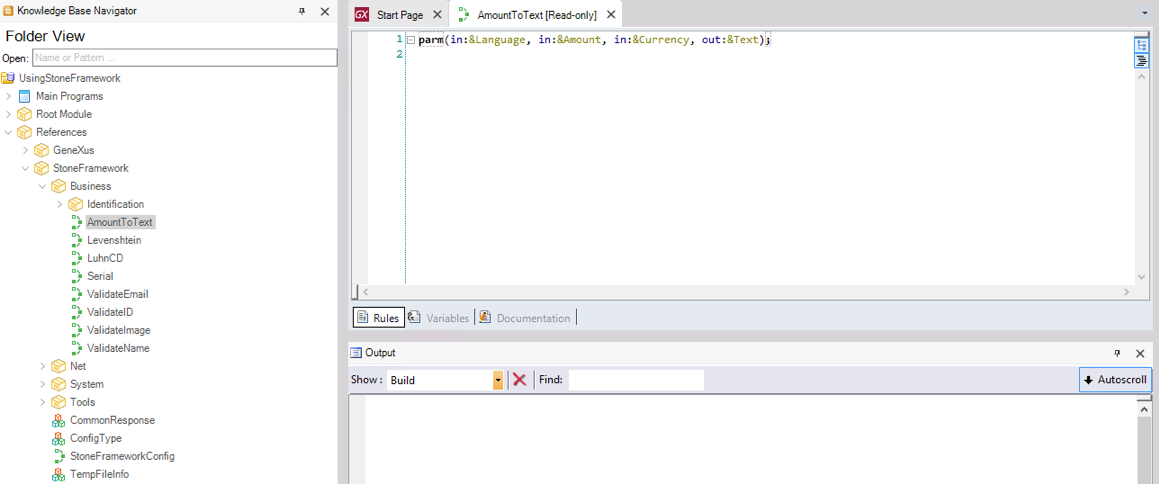 Knowledge Base Navigator
Folder View
Open: Name or Pattern ...
UsingStoneFramework
Main Programs
Root Module
References
GeneXus
StoneFramework
Business
Identification
AmountToText
Levenshtein
LuhnCD
Serial
ValidateEmail
ValidateID
ValidateImage
ValidateName
Net
System
Tools
CommonResponse
ConfigType
StoneFrameworkConfig
TempFileInfo
GX Start Page
AmountToText [Read-only]
1 parm(in:&Language, in:&Amount, in:&Currency, out:&Text);
2
Rules Variables Documentation
Output
Show : Build Find: Autoscroll